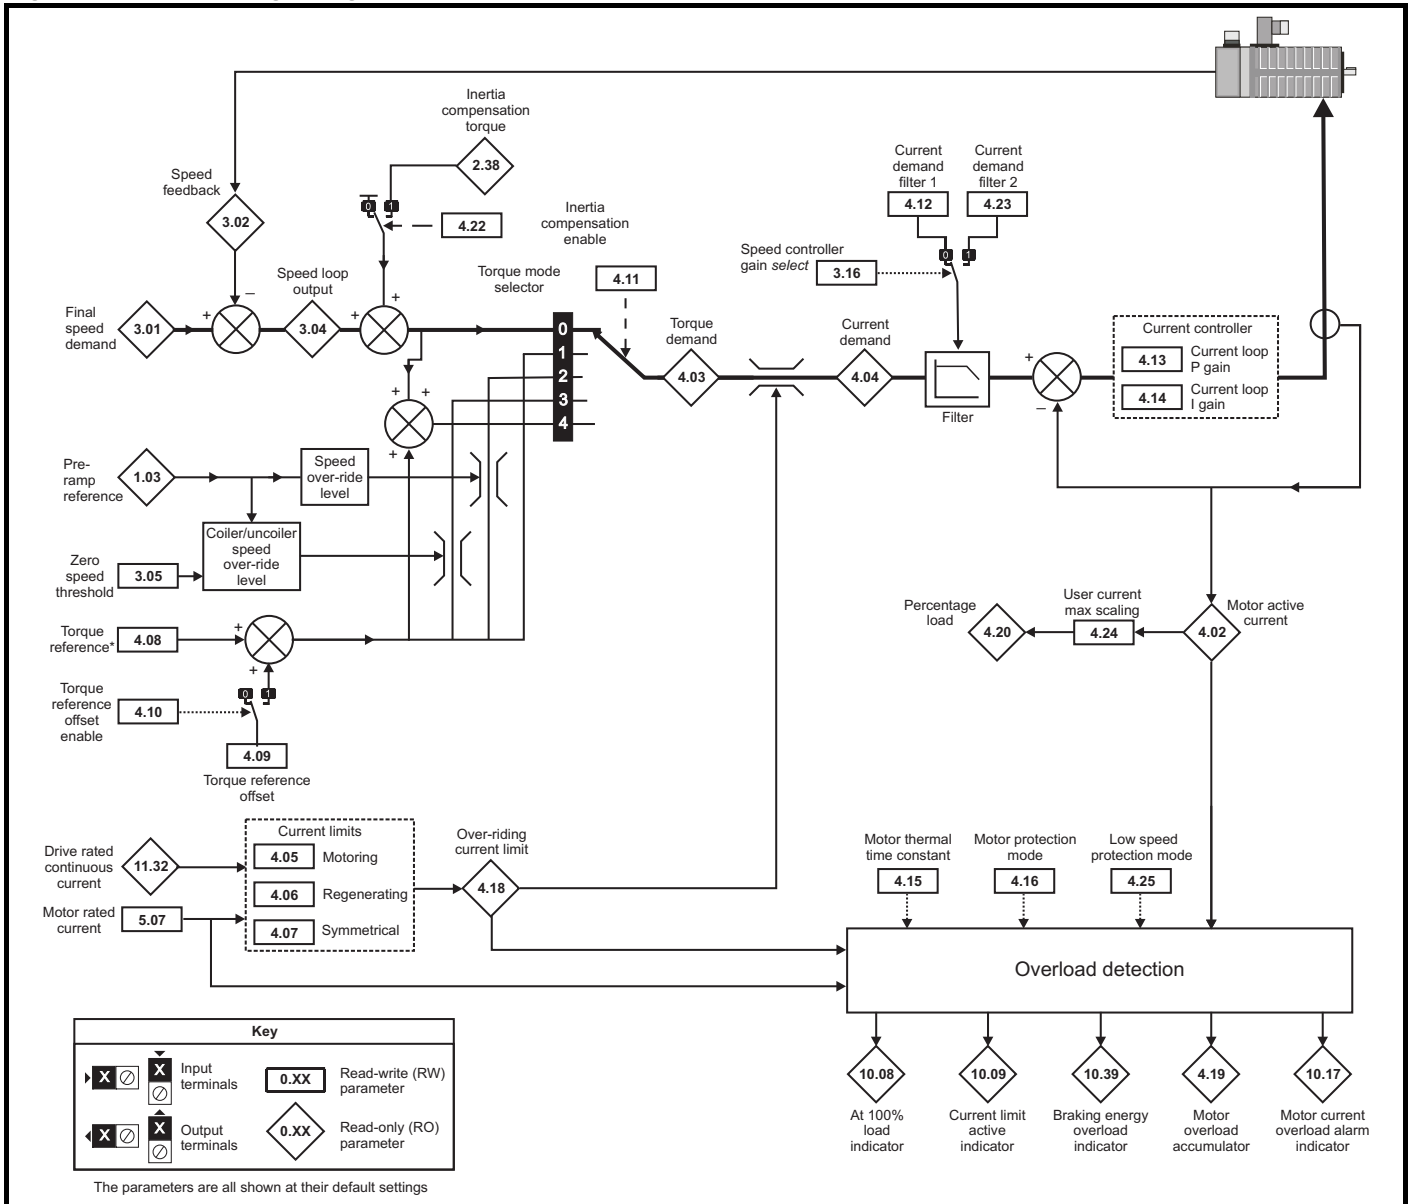 Inertia
compensation
torque
2.38
Speed
feedback
3.02
0 1
4.22
Inertia
compensation
enable
4.11
Current
demand
filter 1
4.12
Current
demand
filter 2
4.23
0 1
Speed controller
gain select
3.16
Final
speed
demand
3.01
+
–
Speed loop
output
3.04
+
+
Torque mode
selector
0
1
2
3
4
Torque
demand
4.03
Current
demand
4.04
Filter
+
–
Current controller
4.13
Current loop
P gain
4.14
Current loop
I gain
+ +
+
Pre-
ramp
reference
1.03
Speed
over-ride
level
Coiler/uncoiler
speed
over-ride
level
Zero
speed
threshold
3.05
Torque
reference*
4.08
+
+
0 1
Torque
reference
offset
enable
4.10
4.09
Torque reference
offset
Percentage
load
4.20
User current
max scaling
4.24
4.02
Motor active
current
Drive rated
continuous
current
11.32
Motor rated
current
5.07
Current limits
4.05 Motoring
4.06 Regenerating
4.07 Symmetrical
Over-riding
current limit
4.18
Motor thermal
time constant
4.15
Motor protection
mode
4.16
Low speed
protection mode
4.25
Overload detection
10.08
At 100%
load
indicator
10.09
Current limit
active
indicator
10.39
Braking energy
overload
indicator
4.19
Motor
overload
accumulator
10.17
Motor current
overload alarm
indicator
Key
X
X
Input
terminals
0.XX
Read-write (RW)
parameter
X
X
Output
terminals
0.XX
Read-only (RO)
parameter
The parameters are all shown at their default settings